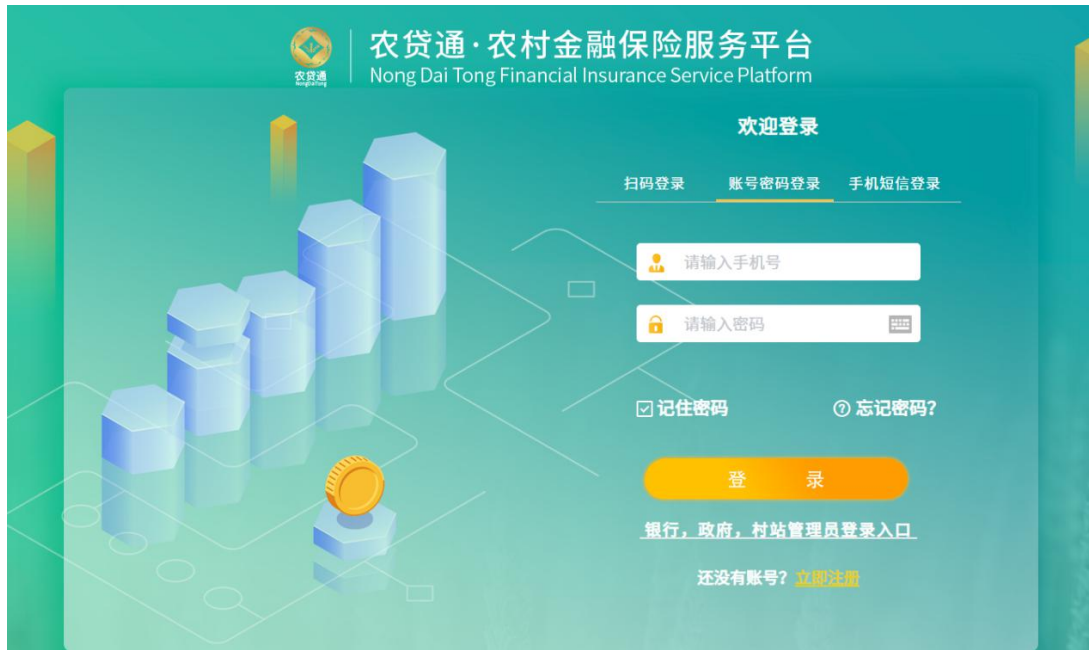 农贷通·农村金融保险服务平台
Nong Dai Tong Financial Insurance Service Platform
农贷通
NongDaiTong
欢迎登录
扫码登录 账号密码登录 手机短信登录
请输入手机号
请输入密码
记住密码 忘记密码?
登 录
银行，政府，村站管理员登录入口
还没有账号？立即注册